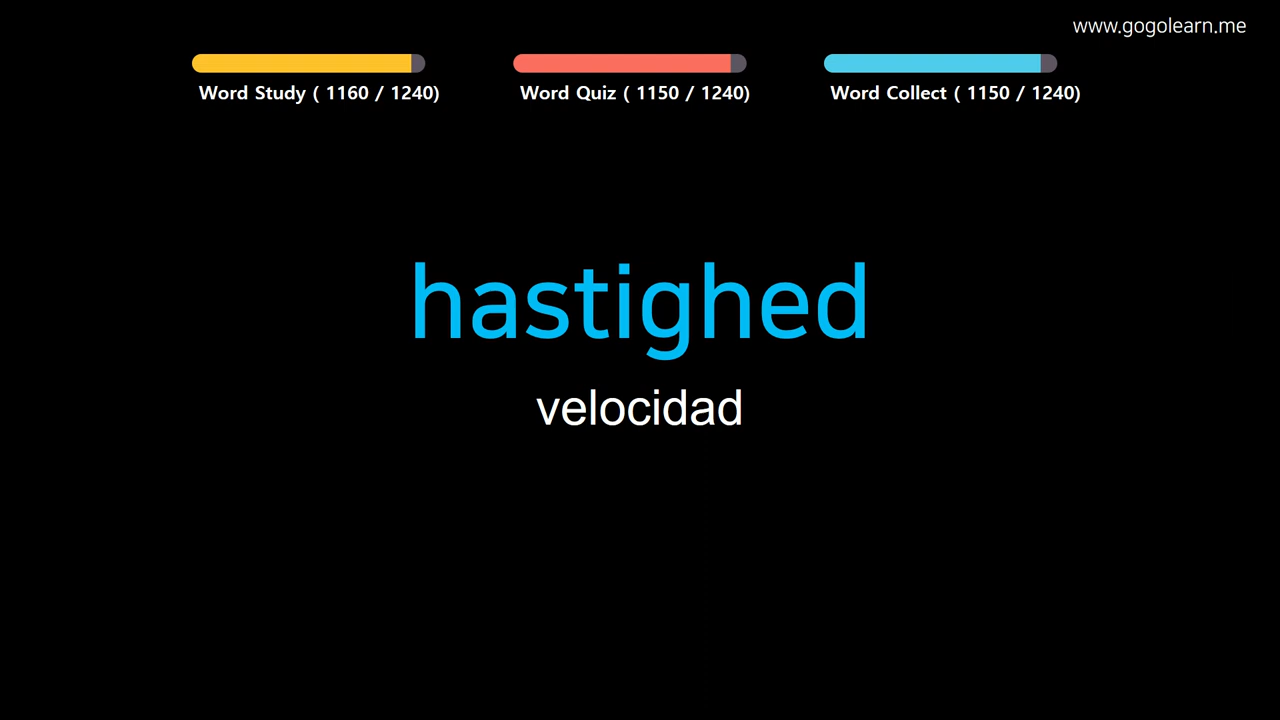 www.gogolearn.me
Word Study ( 1160 / 1240)
Word Quiz ( 1150 / 1240)
Word Collect ( 1150 / 1240)
hastighed
velocidad